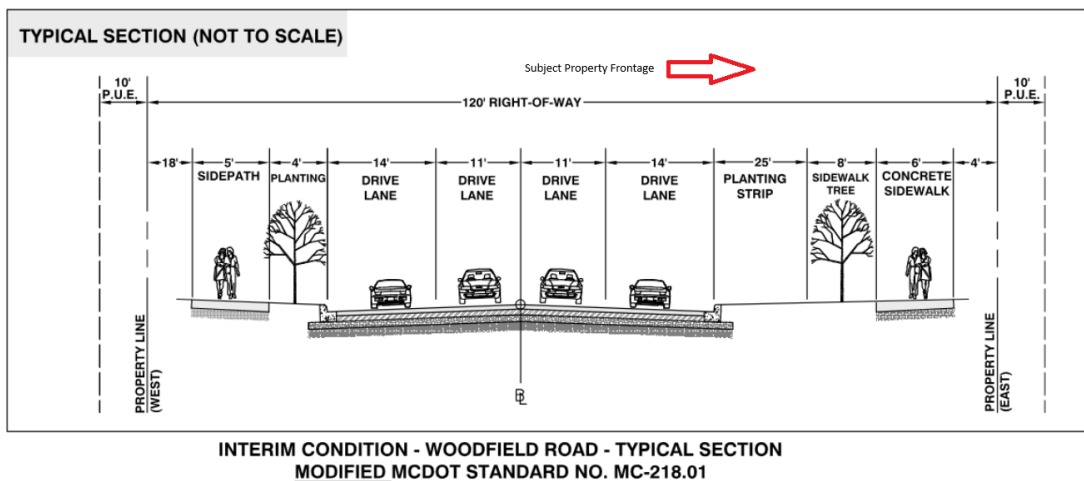 TYPICAL SECTION (NOT TO SCALE)
Subject Property Frontage
10'
P.U.E.
120' RIGHT-OF-WAY
10'
P.U.E.
18'
5'
SIDEPATH
4'
PLANTING
14'
DRIVE
LANE
11'
DRIVE
LANE
11'
DRIVE
LANE
14'
DRIVE
LANE
25'
PLANTING
STRIP
8'
SIDEWALK
TREE
6'
CONCRETE
SIDEWALK
4'
PROPERTY LINE
(WEST)
PROPERTY LINE
(EAST)
BL
INTERIM CONDITION - WOODFIELD ROAD - TYPICAL SECTION
MODIFIED MCDOT STANDARD NO. MC-218.01